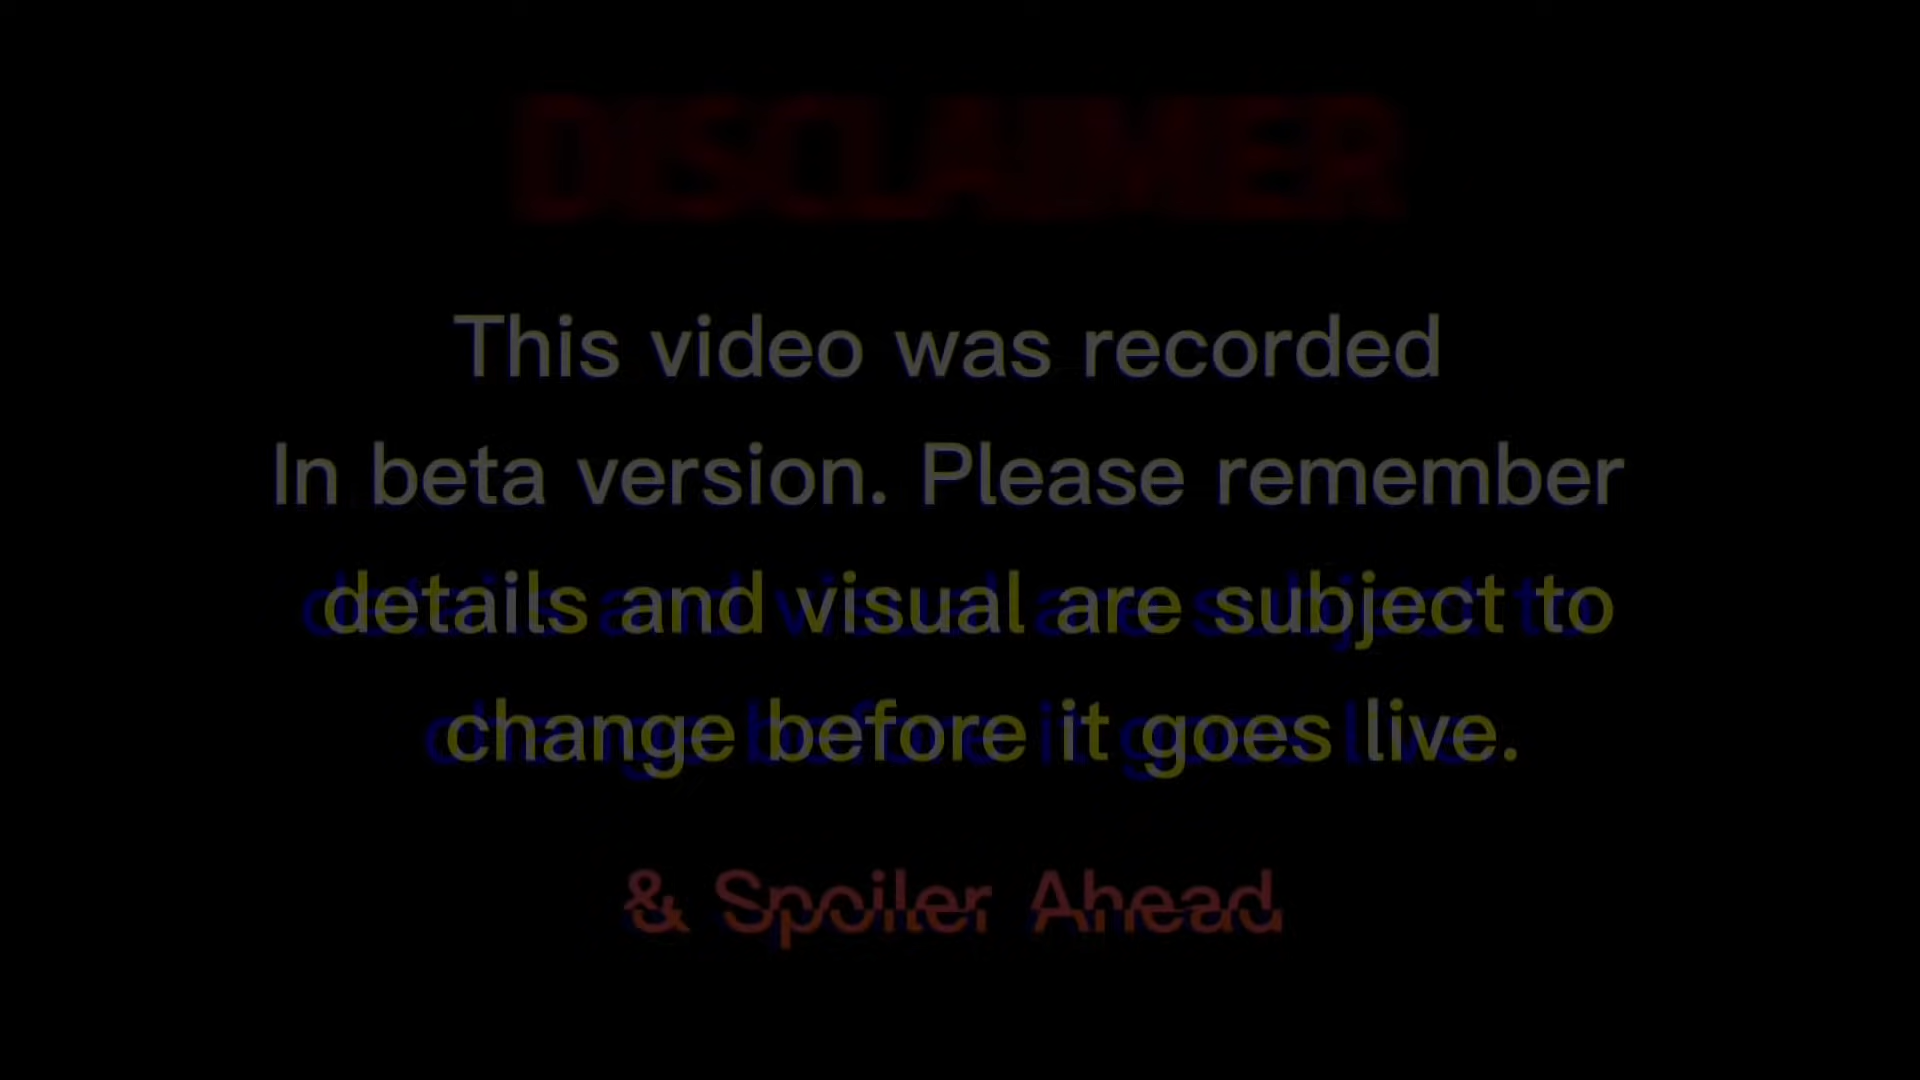 DISCLAIMER
This video was recorded
In beta version. Please remember
details and visual are subject to
change before it goes live.
& Spoiler Ahead